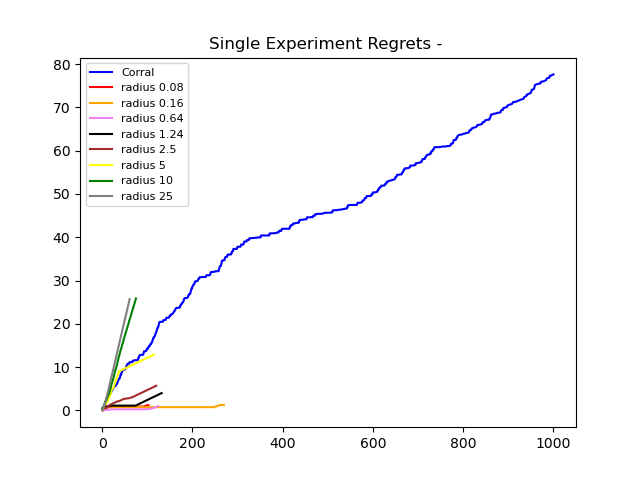 Single Experiment Regrets -
80
70
60
50
40
30
20
10
0
Corral
radius 0.08
radius 0.16
radius 0.64
radius 1.24
radius 2.5
radius 5
radius 10
radius 25
0
200
400
600
800
1000